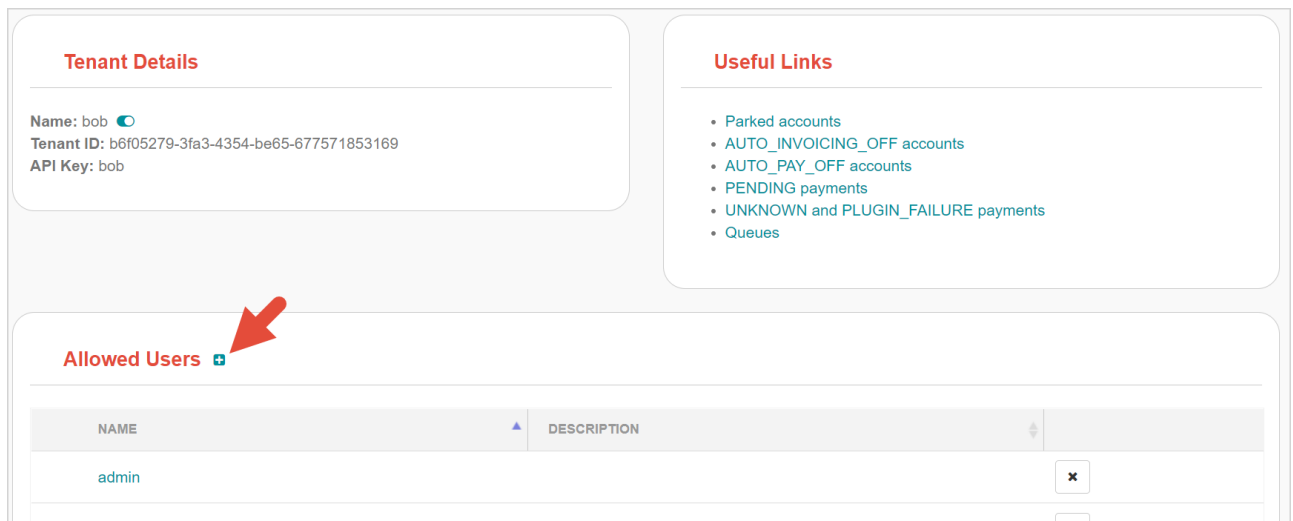 Tenant Details
Name: bob
Tenant ID: b6f05279-3fa3-4354-be65-677571853169
API Key: bob
Useful Links
Parked accounts
AUTO_INVOICING_OFF accounts
AUTO_PAY_OFF accounts
PENDING payments
UNKNOWN and PLUGIN_FAILURE payments
Queues
Allowed Users
NAME DESCRIPTION
admin